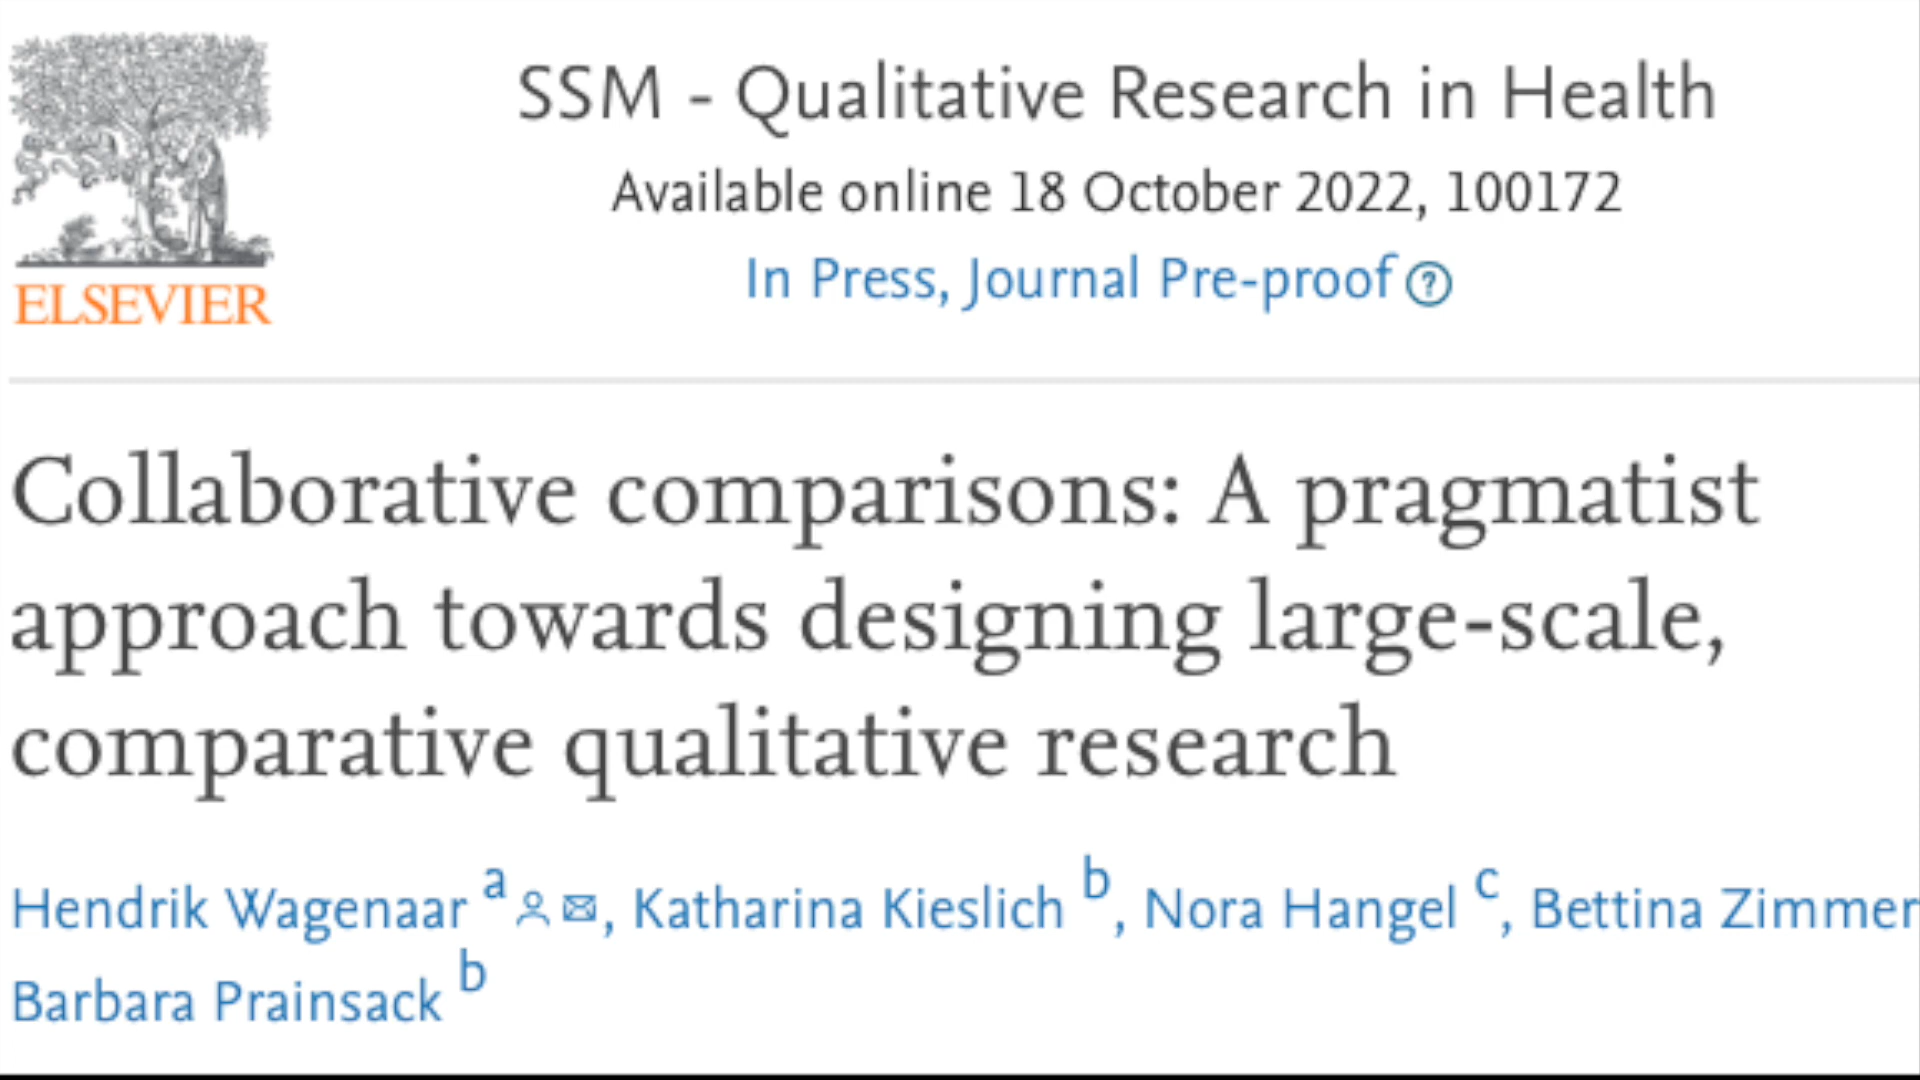 SSM - Qualitative Research in Health
Available online 18 October 2022, 100172
In Press, Journal Pre-proof ?
ELSEVIER
Collaborative comparisons: A pragmatist
approach towards designing large-scale,
comparative qualitative research
Hendrik Wagenaar a, Katharina Kieslich b, Nora Hangel c, Bettina Zimmer
Barbara Prainsack b